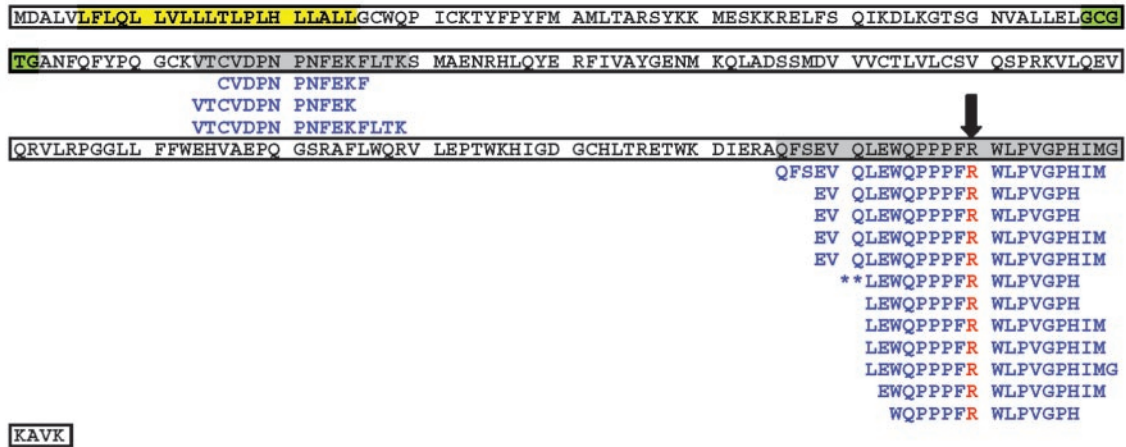 MDALVLFLQL LVLLLTLPLH LLALLGCWQP ICKTYFPYFM AMLTARSYKK MESKKRELFS QIKDLKGTSG NVALLELGCG
TGANFQFYPQ GCKVTCVDPN PNFEKFLTKS MAENRHLQYE RFIVAYGENM KQLADSSMDV VVCTLVLCSV QSPRKVLQEV
CVDPN PNFEKF
VTCVDPN PNFEK
VTCVDPN PNFEKFLTK
QRVLRPGGLL FFWEHVAEPQ GSRAFLWQRV LEPTWKHIGD GCHLTRETWK DIERAQFSEV QLEWQPPPFR WLPVGPHIMG
QFSEV QLEWQPPPFR WLPVGPHIM
EV QLEWQPPPFR WLPVGPH
EV QLEWQPPPFR WLPVGPH
EV QLEWQPPPFR WLPVGPHIM
EV QLEWQPPPFR WLPVGPHIM
**LEWQPPPFR WLPVGPH
LEWQPPPFR WLPVGPH
LEWQPPPFR WLPVGPHIM
LEWQPPPFR WLPVGPHIM
LEWQPPPFR WLPVGPHIMG
EWQPPPFR WLPVGPHIM
WQPPPFR WLPVGPH
KAVK